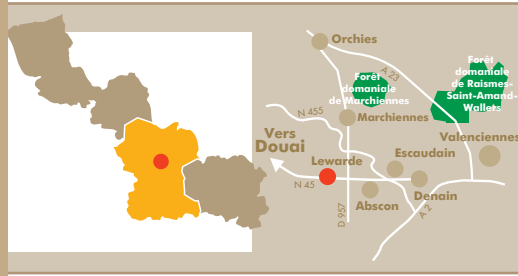 Orchies
A 23
Forêt
domaniale
de Raismes-
Saint-Amand-
Wallets
Forêt
domaniale
de Marchiennes
N 455
Marchiennes
Vers
Douai
Valenciennes
Lewarde
Escaudain
N 45
Abscon
Denain
D 957
A 2